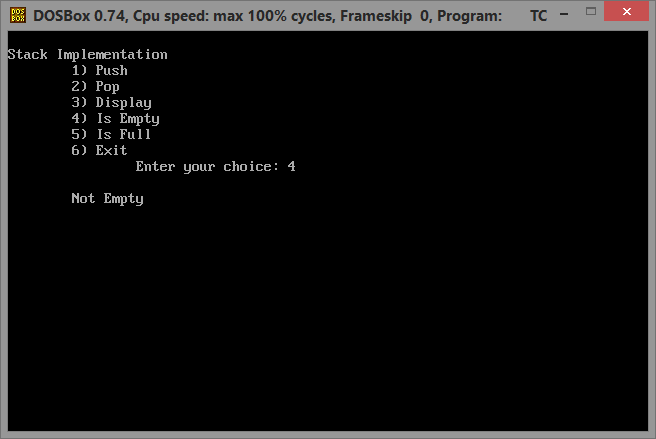 DOS
BOX
DOSBox 0.74, Cpu speed: max 100% cycles, Frameskip 0, Program: TC
Stack Implementation
1) Push
2) Pop
3) Display
4) Is Empty
5) Is Full
6) Exit
Enter your choice: 4
Not Empty